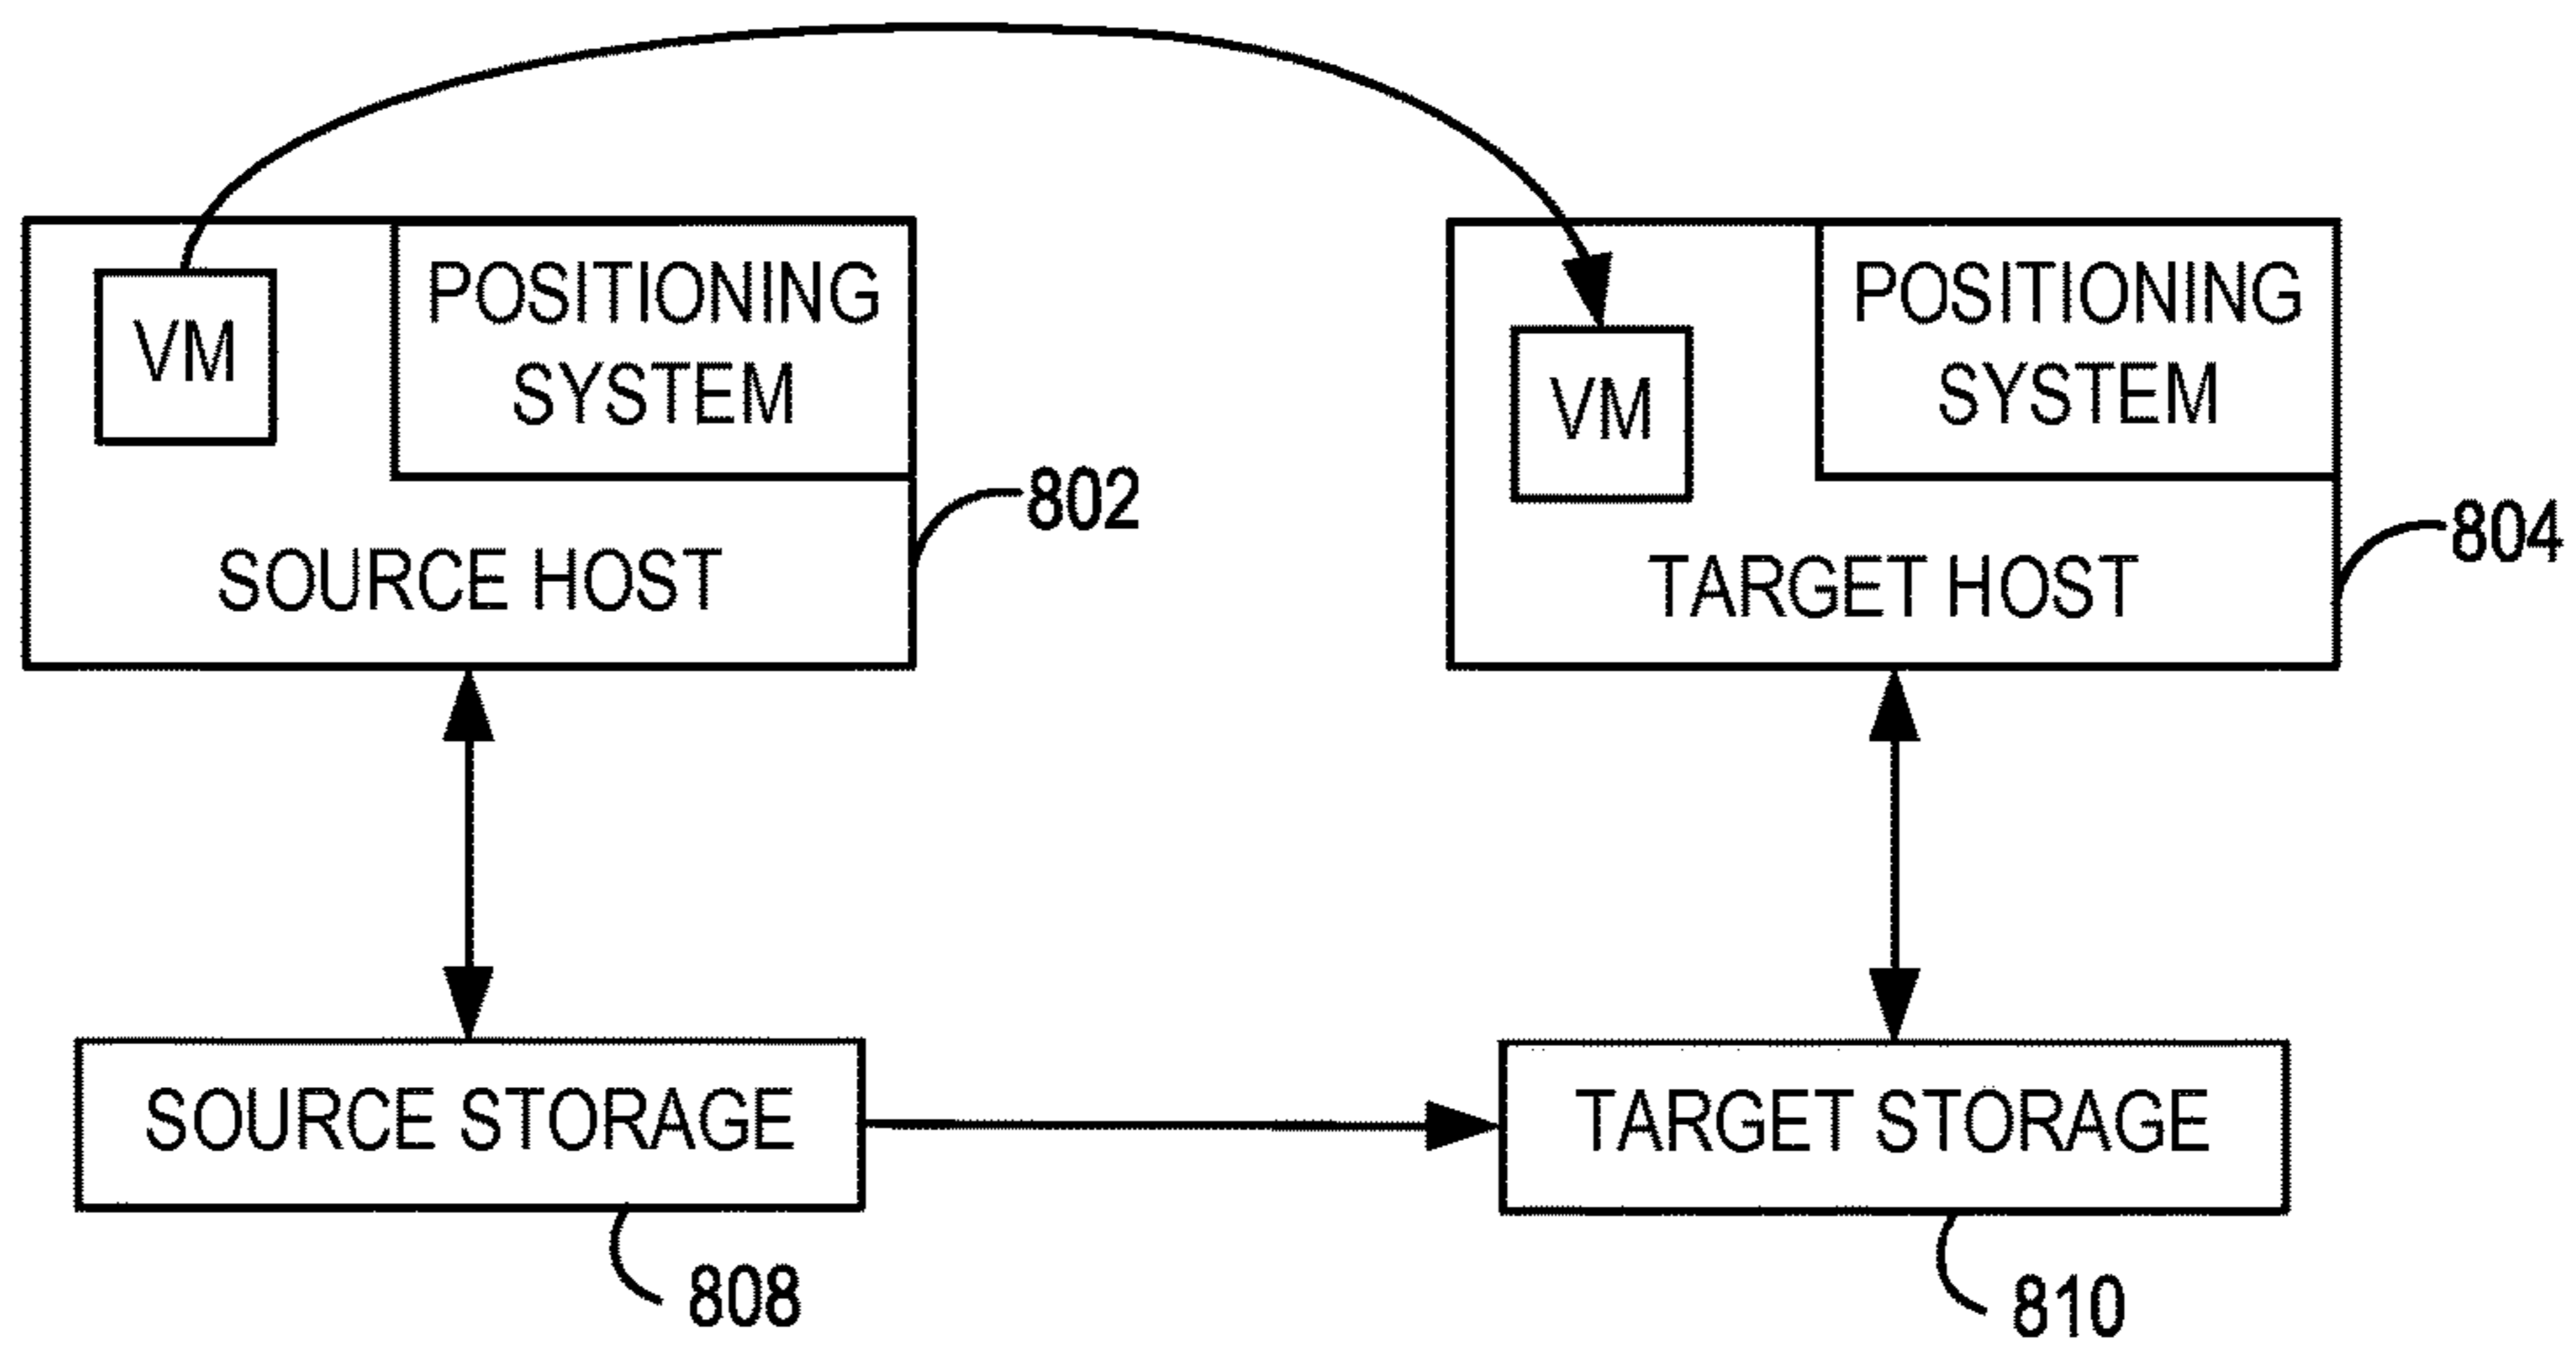 POSITIONING
SYSTEM
VM
SOURCE HOST
802
POSITIONING
SYSTEM
VM
TARGET HOST
804
SOURCE STORAGE
808
TARGET STORAGE
810